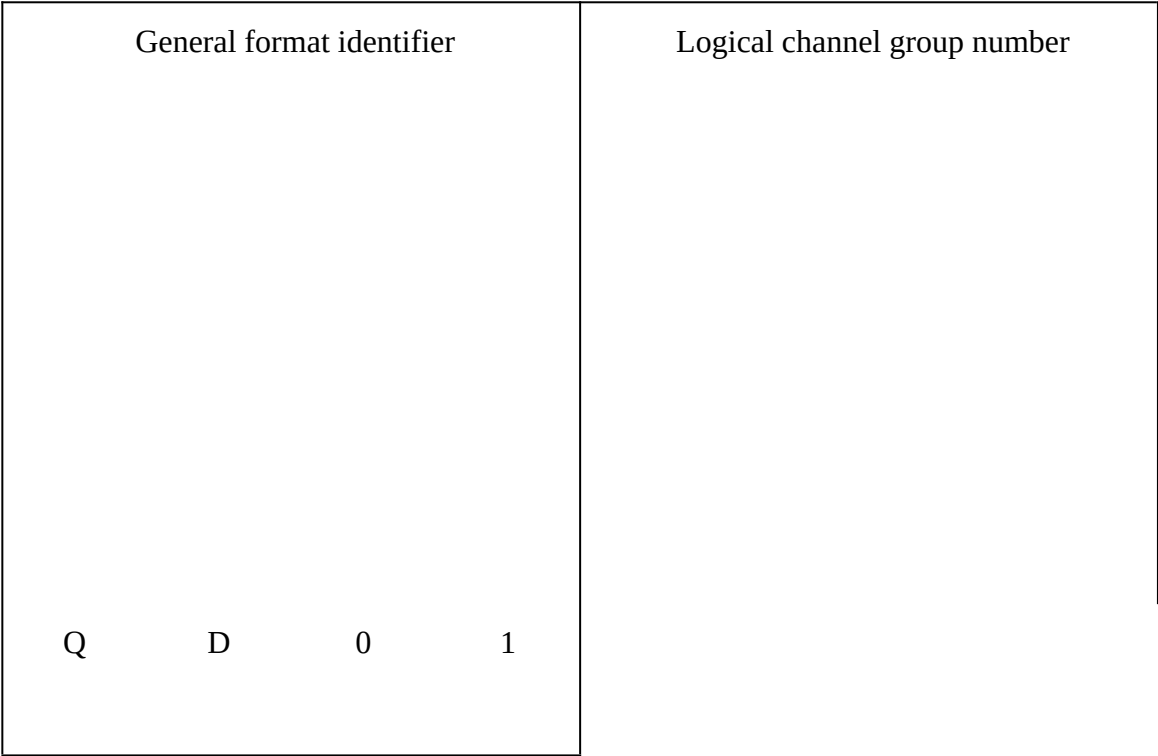 General format identifier
Logical channel group number
Q D 0 1